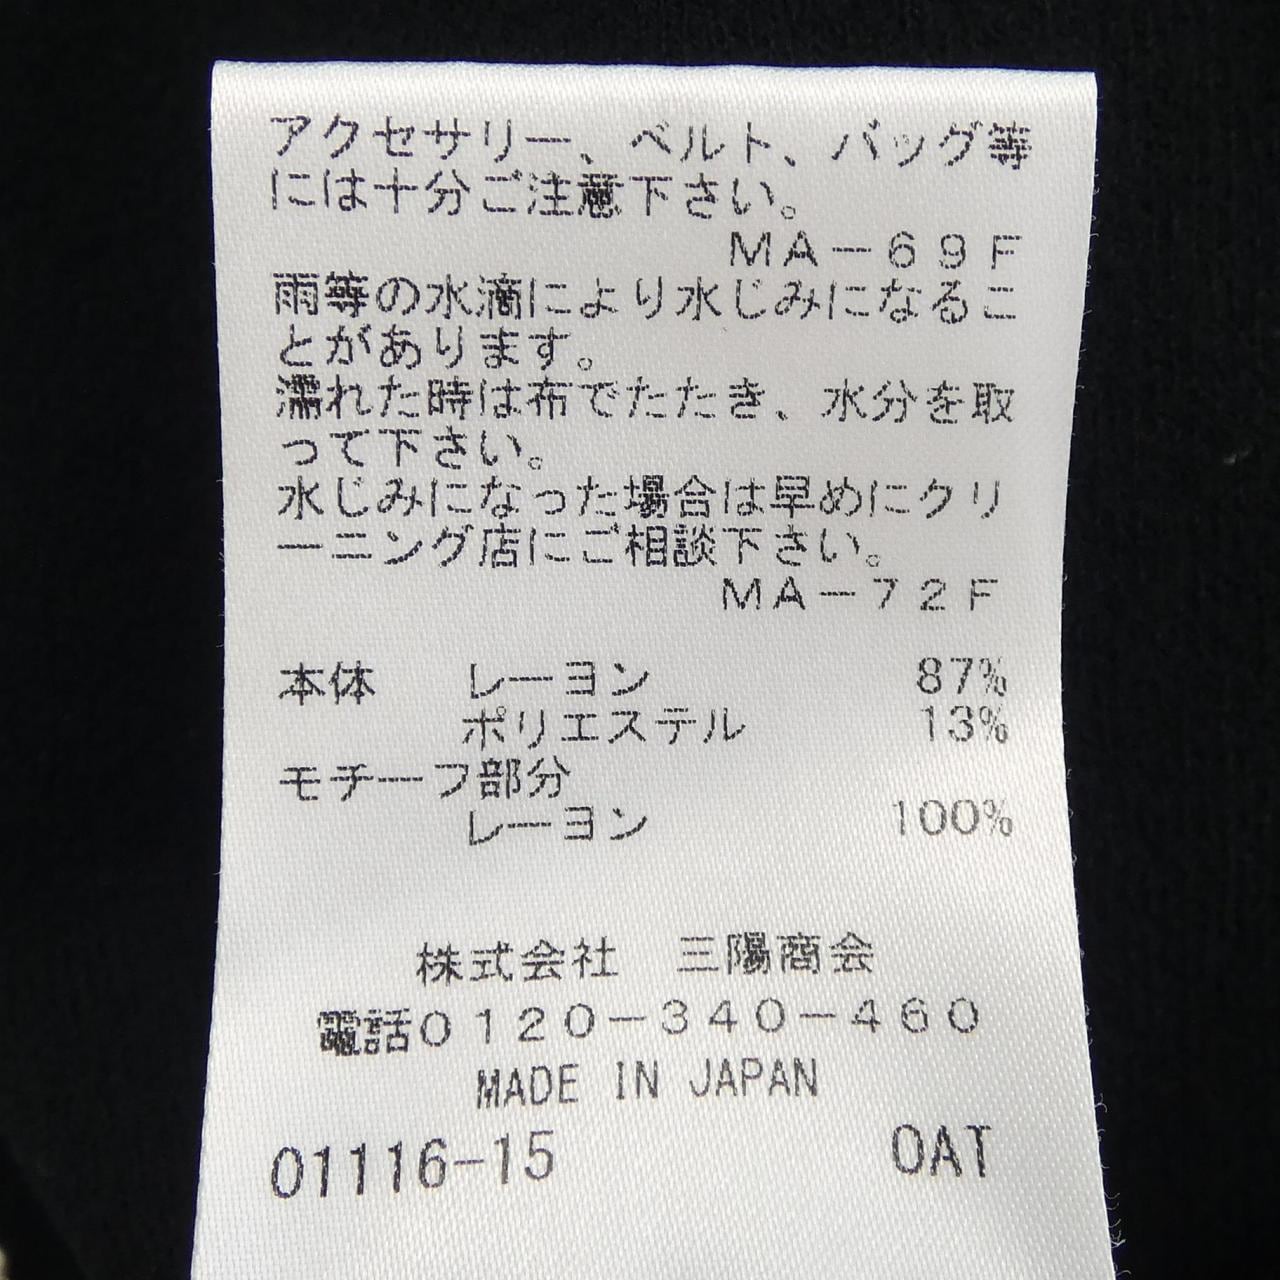 アクセサリー、ベルト、バッグ等
には十分ご注意下さい。
MA－69F
雨等の水滴により水じみになるこ
とがあります。
濡れた時は布でたたき、水分を取
って下さい。
水じみになった場合は早めにクリ
ーニング店にご相談下さい。
MA－72F
本体 レーヨン 87%
ポリエステル 13%
モチーフ部分
レーヨン 100%
株式会社 三陽商会
電話0120－340－460
MADE IN JAPAN
01116-15 OAT